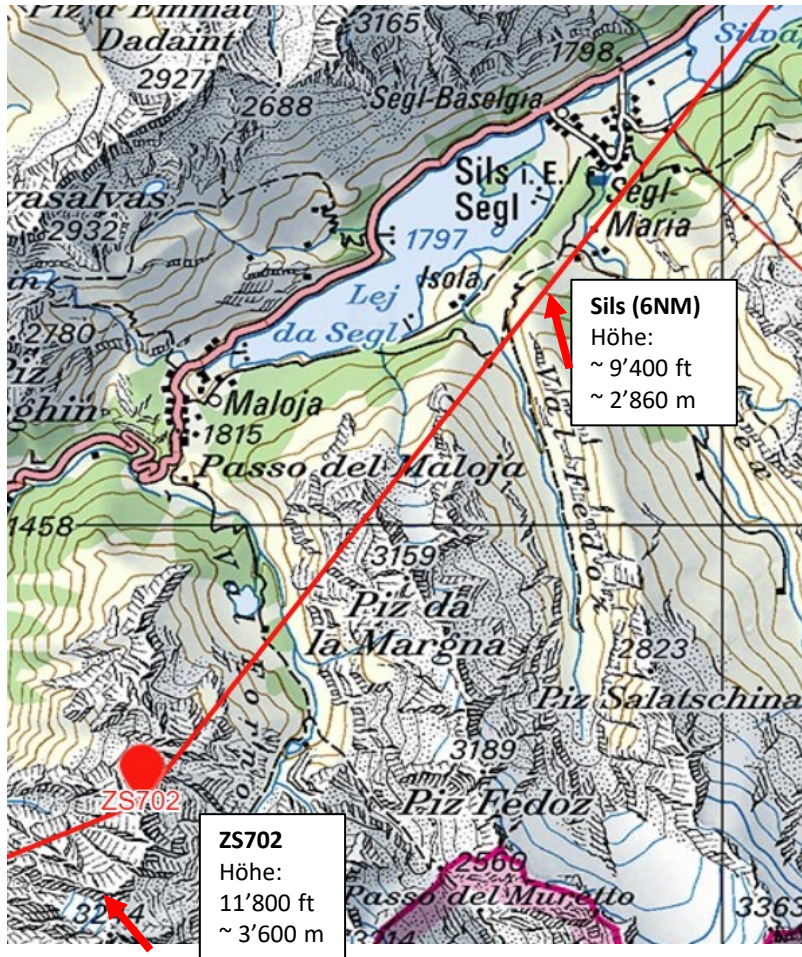 Piz d'Emmat
Dadaint
3165
2927
2688
1798
Segl-Baselgia
Sils i. E.
Segl
Segl-
Maria
2932
1797
Isola
Lej
da Segl
2780
Piz
Maloja
1815
Passo del Maloja
1458
Sils (6NM)
Höhe:
~ 9'400 ft
~ 2'860 m
Val Fedoz
3159
Piz da
la Margna
2823
Piz Salatschina
3189
Piz Fedoz
ZS702
ZS702
Höhe:
11'800 ft
~ 3'600 m
2560
Passo del Muretto
3363